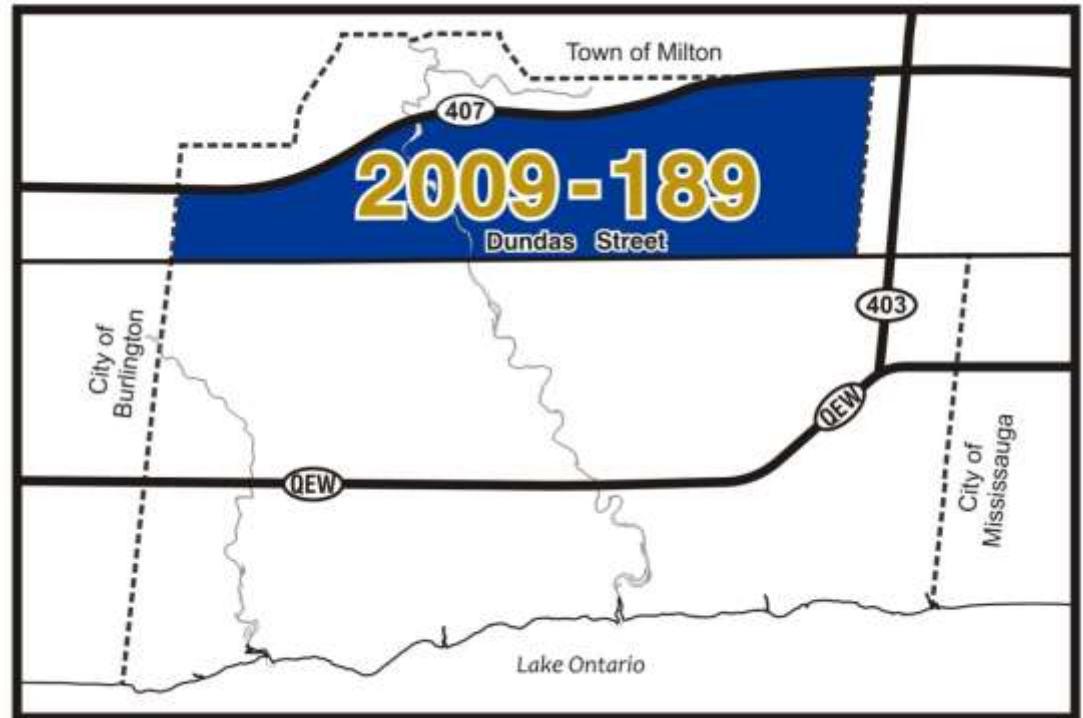 Town of Milton
407
2009-189
Dundas Street
403
City of
Burlington
QEW
QEW
City of
Mississauga
Lake Ontario